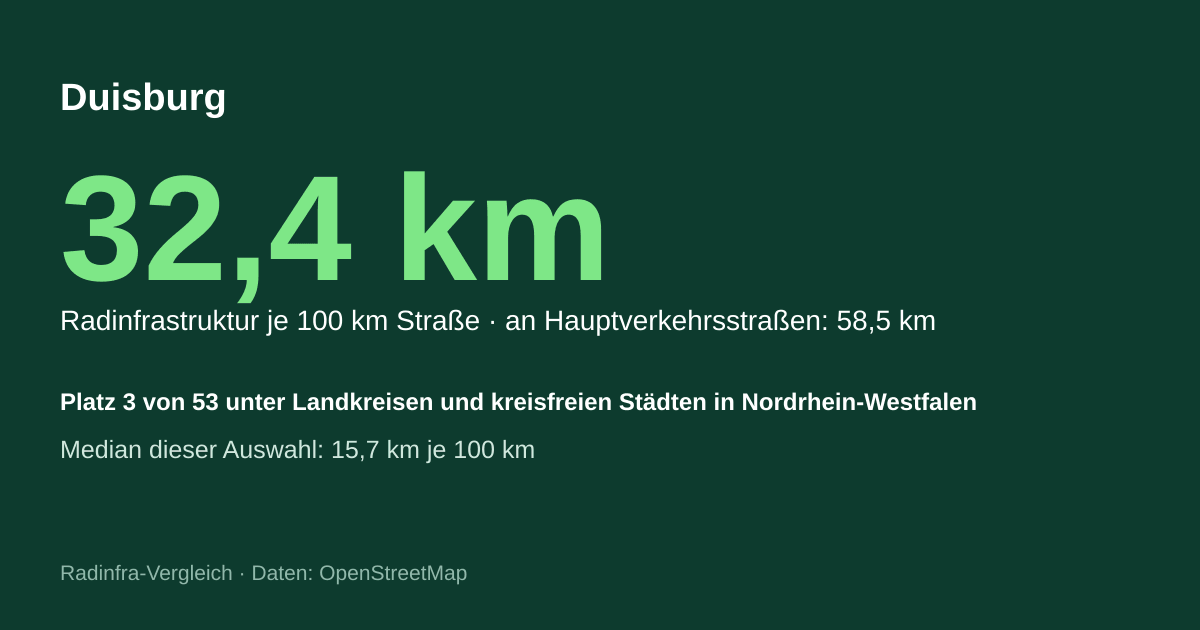 Duisburg
32,4 km
Radinfrastruktur je 100 km Straße · an Hauptverkehrsstraßen: 58,5 km
Platz 3 von 53 unter Landkreisen und kreisfreien Städten in Nordrhein-Westfalen
Median dieser Auswahl: 15,7 km je 100 km
Radinfra-Vergleich · Daten: OpenStreetMap